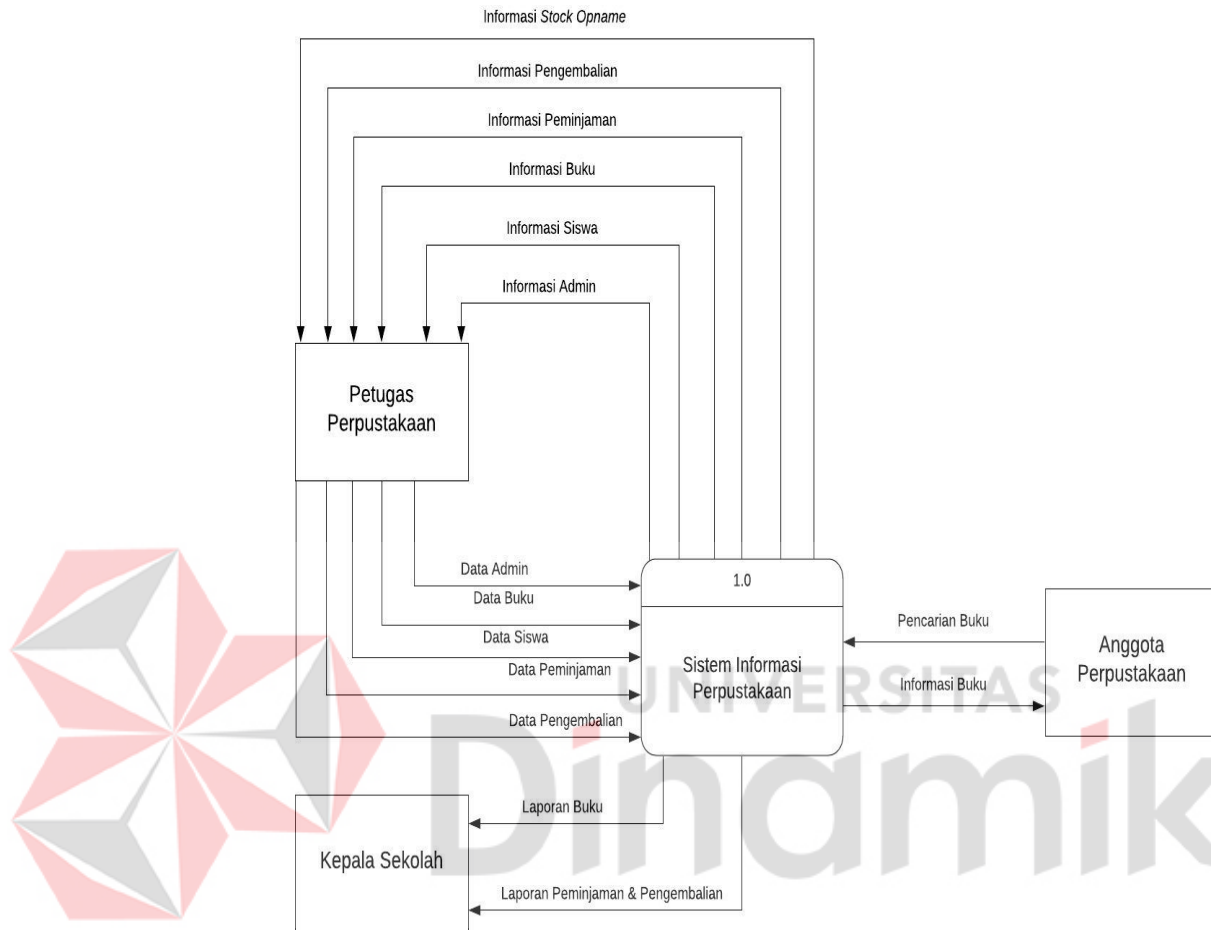 Informasi Stock Opname
Informasi Pengembalian
Informasi Peminjaman
Informasi Buku
Informasi Siswa
Informasi Admin
Petugas
Perpustakaan
Data Admin
Data Buku
Data Siswa
Data Peminjaman
Data Pengembalian
1.0
Sistem Informasi
Perpustakaan
Pencarian Buku
Informasi Buku
Anggota
Perpustakaan
Laporan Buku
Kepala Sekolah
Laporan Peminjaman & Pengembalian
UNIVERSITAS
Dinamik